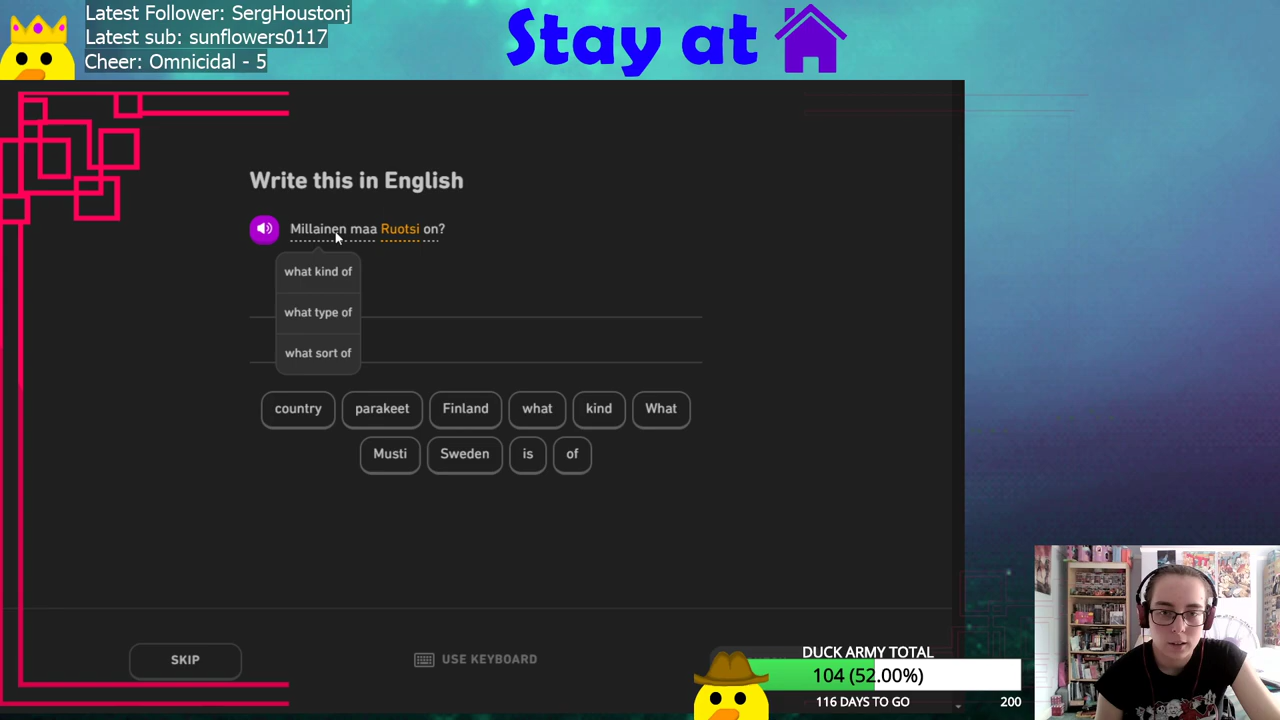 Latest Follower: SergHoustonj
Latest sub: sunflowers0117
Cheer: Omnicidal - 5
Stay at
Write this in English
Millainen maa Ruotsi on?
what kind of
what type of
what sort of
country parakeet Finland what kind What
Musti Sweden is of
SKIP
USE KEYBOARD
DUCK ARMY TOTAL
104 (52.00%)
116 DAYS TO GO 200